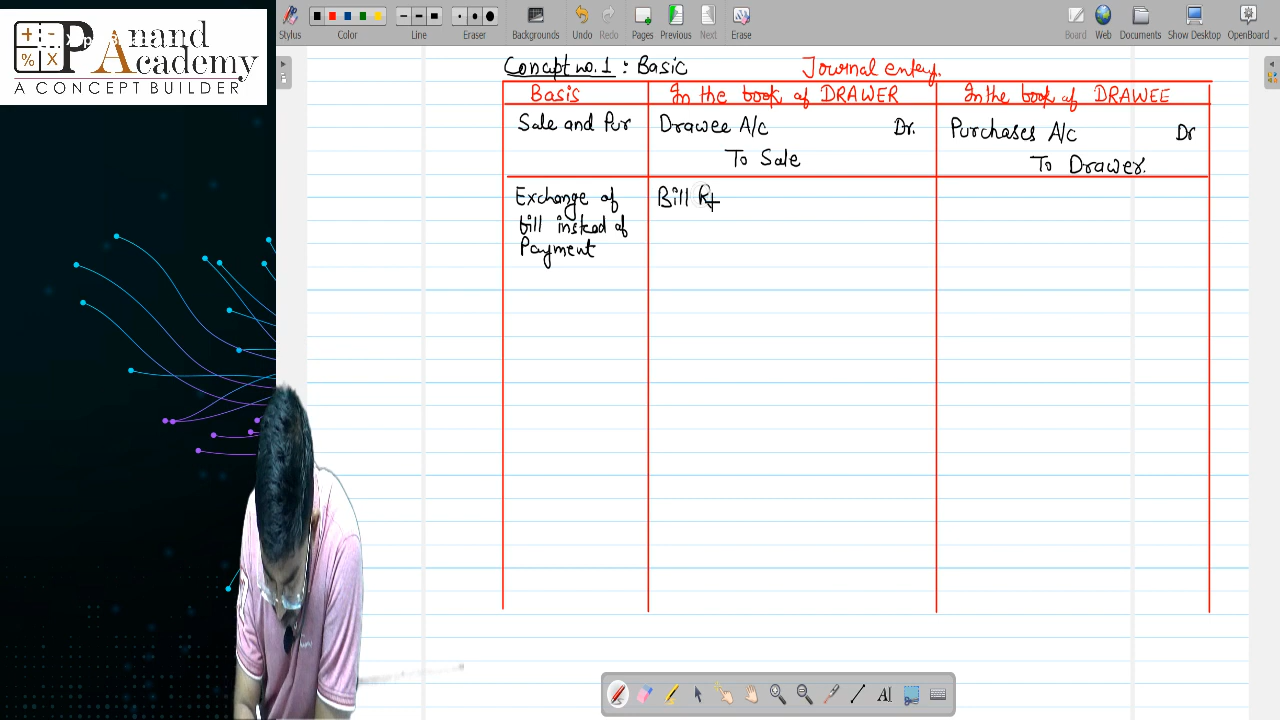 P Anand
Academy
A CONCEPT BUILDER
Stylus
Color
Line
Eraser
Backgrounds
Undo
Redo
Pages
Previous
Next
Erase
Board
Web
Documents
Show Desktop
OpenBoard
Concept no. 1 : Basic
Journal entry.
Basis
In the book of DRAWER
In the book of DRAWEE
Sale and Pur
Drawee A/c Dr.
To Sale
Purchases A/c Dr
To Drawer.
Exchange of
bill instead of
Payment
Bill R